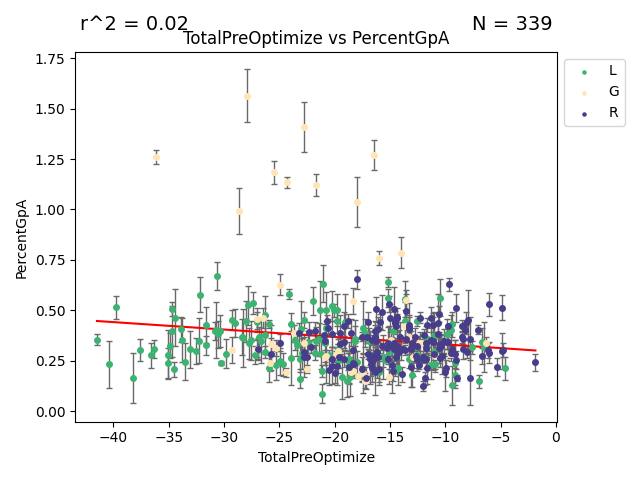 r^2 = 0.02
N = 339
TotalPreOptimize vs PercentGpA
1.75
1.50
1.25
1.00
0.75
0.50
0.25
0.00
PercentGpA
−40
−35
−30
−25
−20
−15
−10
−5
0
TotalPreOptimize
L
G
R